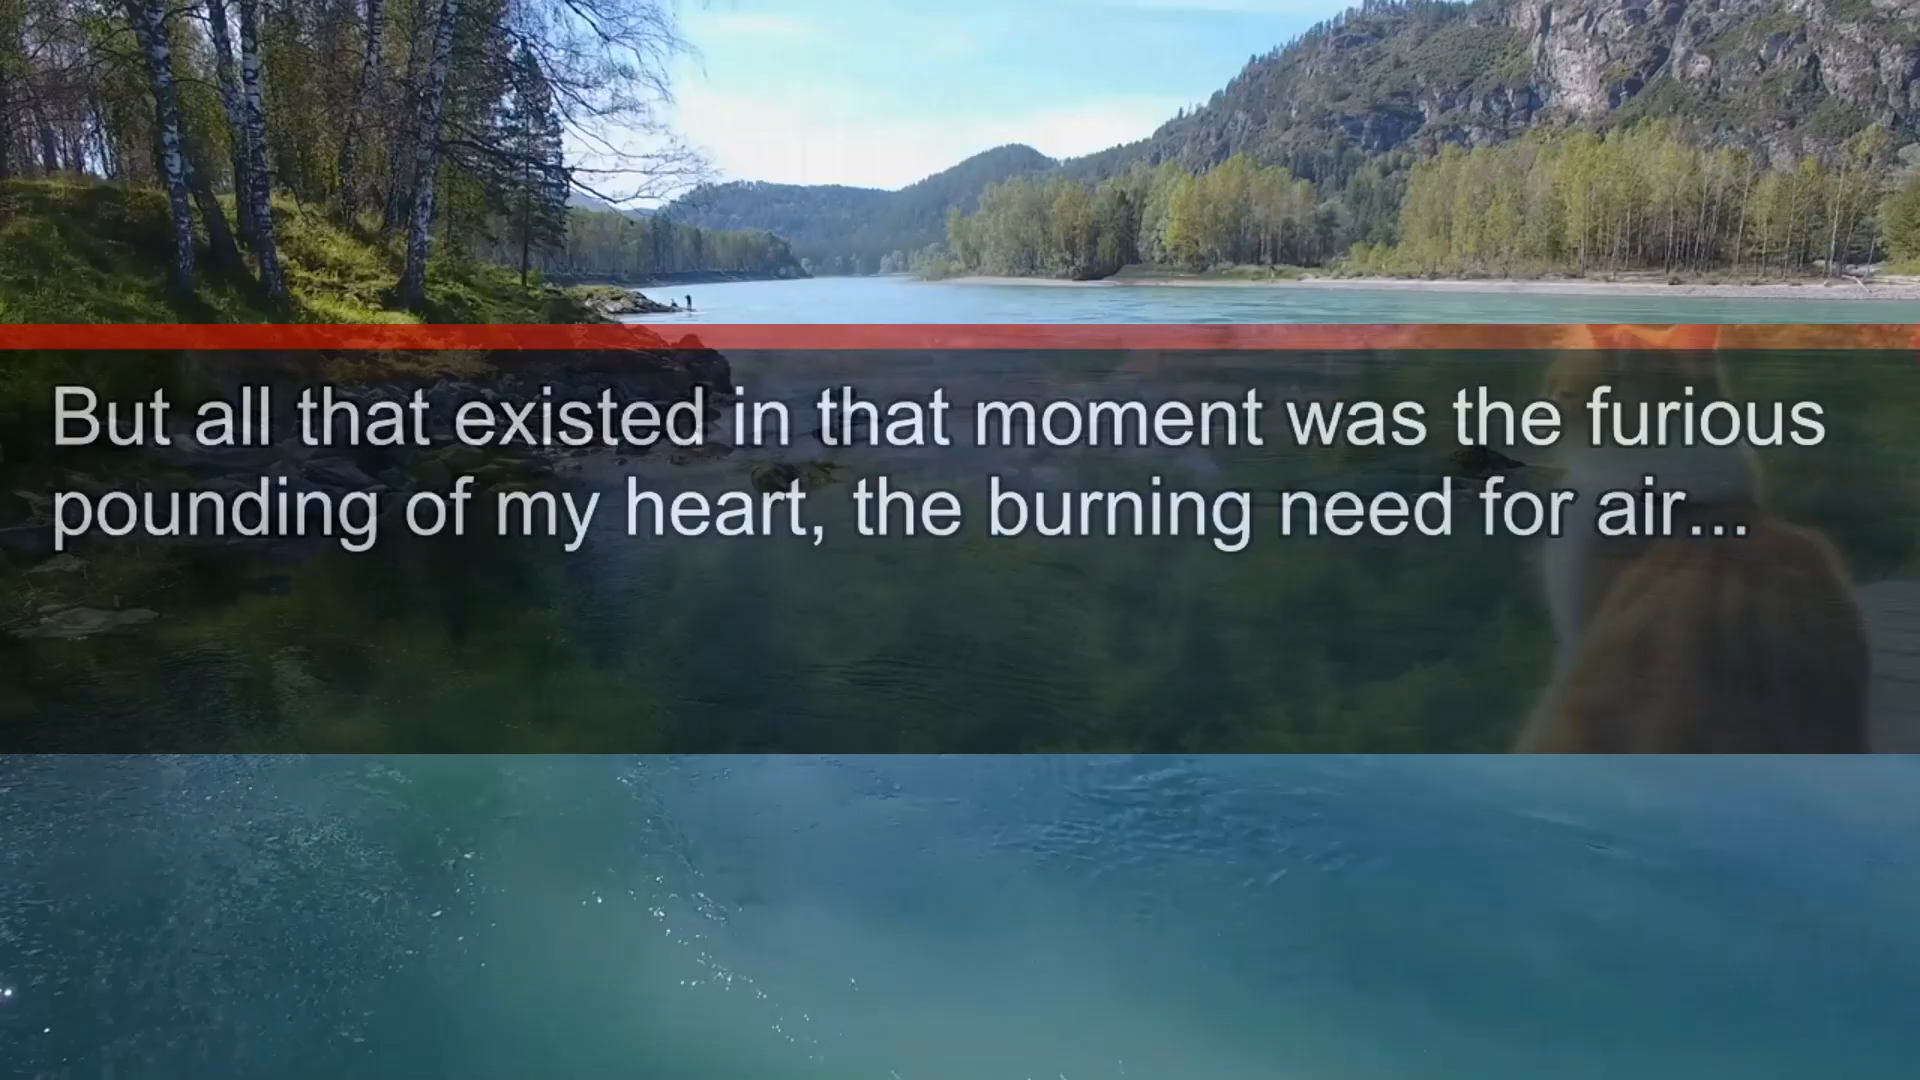 But all that existed in that moment was the furious
pounding of my heart, the burning need for air...